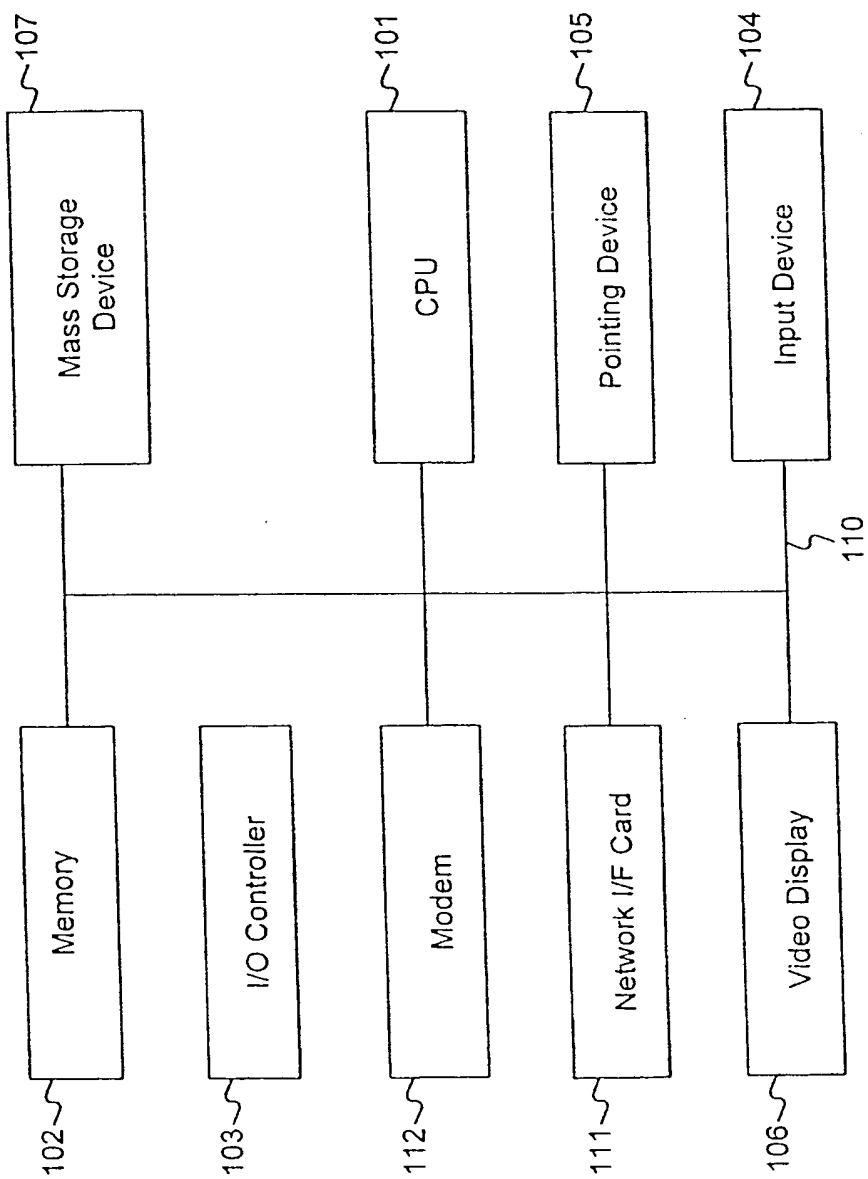 102
Memory
103
I/O Controller
112
Modem
111
Network I/F Card
106
Video Display
107
Mass Storage
Device
101
CPU
105
Pointing Device
104
Input Device
110